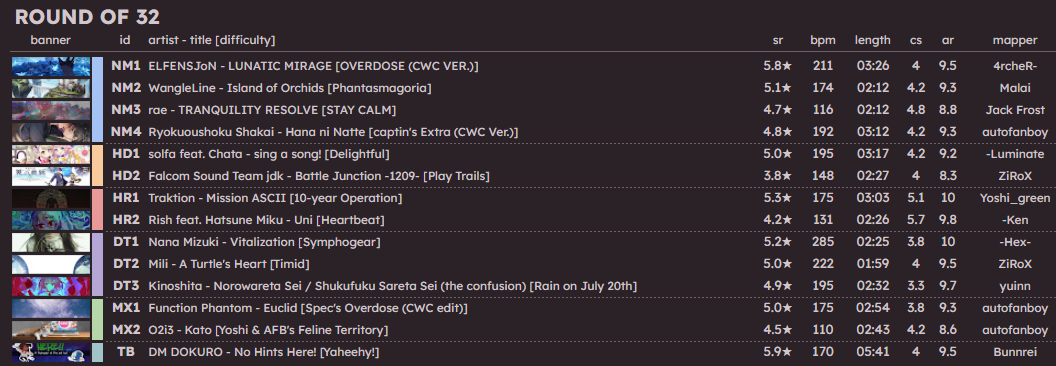 ROUND OF 32
banner id artist - title [difficulty] sr bpm length cs ar mapper
NM1 ELFENSJoN - LUNATIC MIRAGE [OVERDOSE (CWC VER.)] 5.8★ 211 03:26 4 9.5 4rcheR-
NM2 WangleLine - Island of Orchids [Phantasmagoria] 5.1★ 174 02:12 4.2 9.3 Malai
NM3 rae - TRANQUILITY RESOLVE [STAY CALM] 4.7★ 116 02:12 4.8 8.8 Jack Frost
NM4 Ryokuoushoku Shakai - Hana ni Natte [captin's Extra (CWC Ver.)] 4.8★ 192 03:12 4.2 9.3 autofanboy
HD1 solfa feat. Chata - sing a song! [Delightful] 5.0★ 195 03:17 4.2 9.2 -Luminate
HD2 Falcom Sound Team jdk - Battle Junction -1209- [Play Trails] 3.8★ 148 02:27 4 8.3 ZiRoX
HR1 Traktion - Mission ASCII [10-year Operation] 5.3★ 175 03:03 5.1 10 Yoshi_green
HR2 Rish feat. Hatsune Miku - Uni [Heartbeat] 4.2★ 131 02:26 5.7 9.8 -Ken
DT1 Nana Mizuki - Vitalization [Symphogear] 5.2★ 285 02:25 3.8 10 -Hex-
DT2 Mili - A Turtle's Heart [Timid] 5.0★ 222 01:59 4 9.5 ZiRoX
DT3 Kinoshita - Norowareta Sei / Shukufuku Sareta Sei (the confusion) [Rain on July 20th] 4.9★ 195 02:32 3.3 9.7 yuinn
MX1 Function Phantom - Euclid [Spec's Overdose (CWC edit)] 5.0★ 175 02:54 3.8 9.3 autofanboy
MX2 O2i3 - Kato [Yoshi & AFB's Feline Territory] 4.5★ 110 02:43 4.2 8.6 autofanboy
TB DM DOKURO - No Hints Here! [Yaheehy!] 5.9★ 170 05:41 4 9.5 Bunnrei